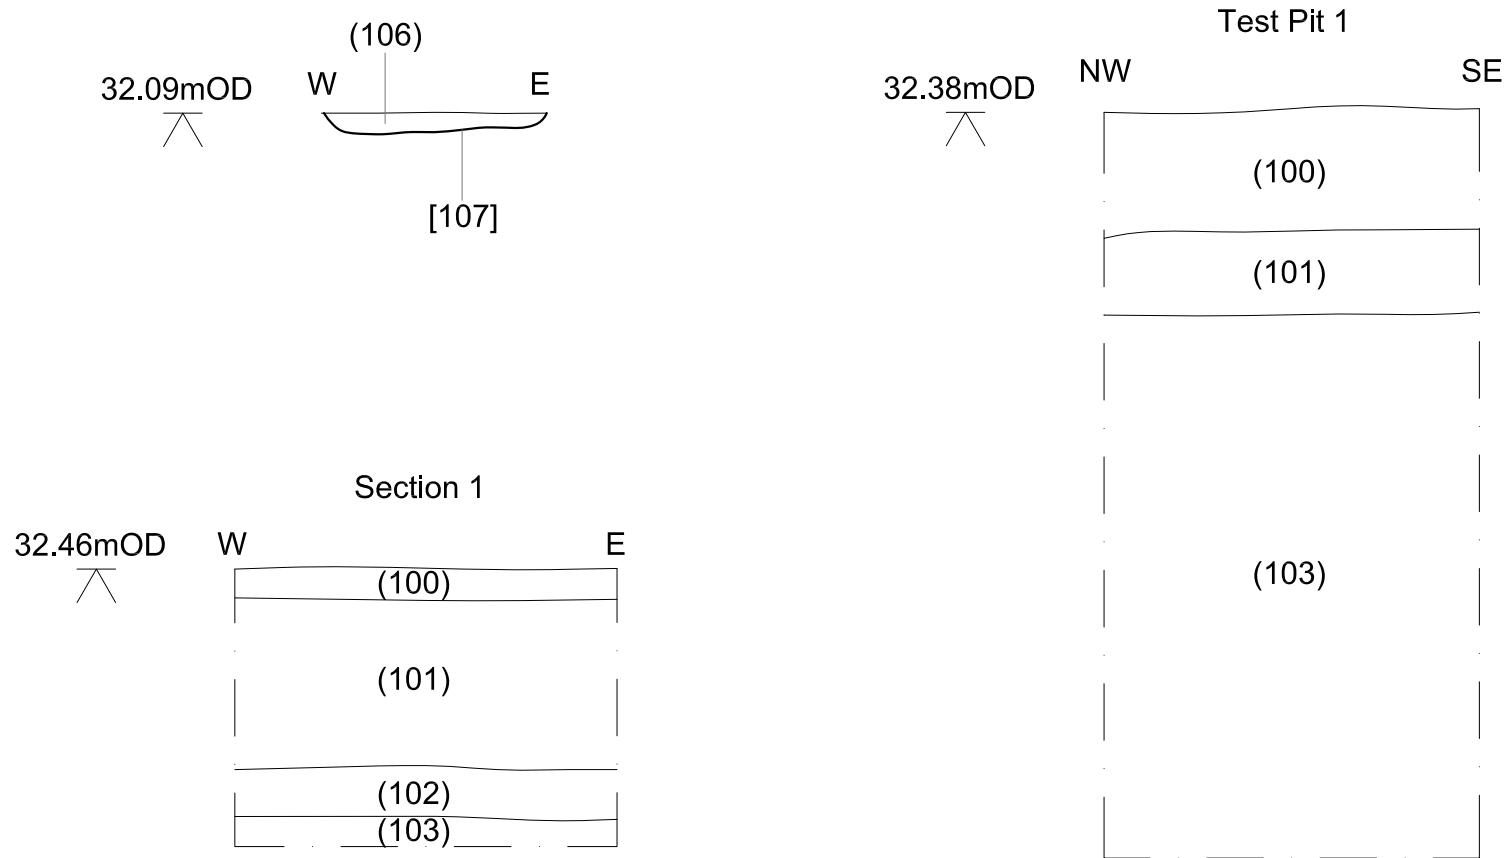 (106)
32.09mOD
W
E
[107]
Test Pit 1
NW
SE
32.38mOD
(100)
(101)
(103)
Section 1
32.46mOD
W
E
(100)
(101)
(102)
(103)